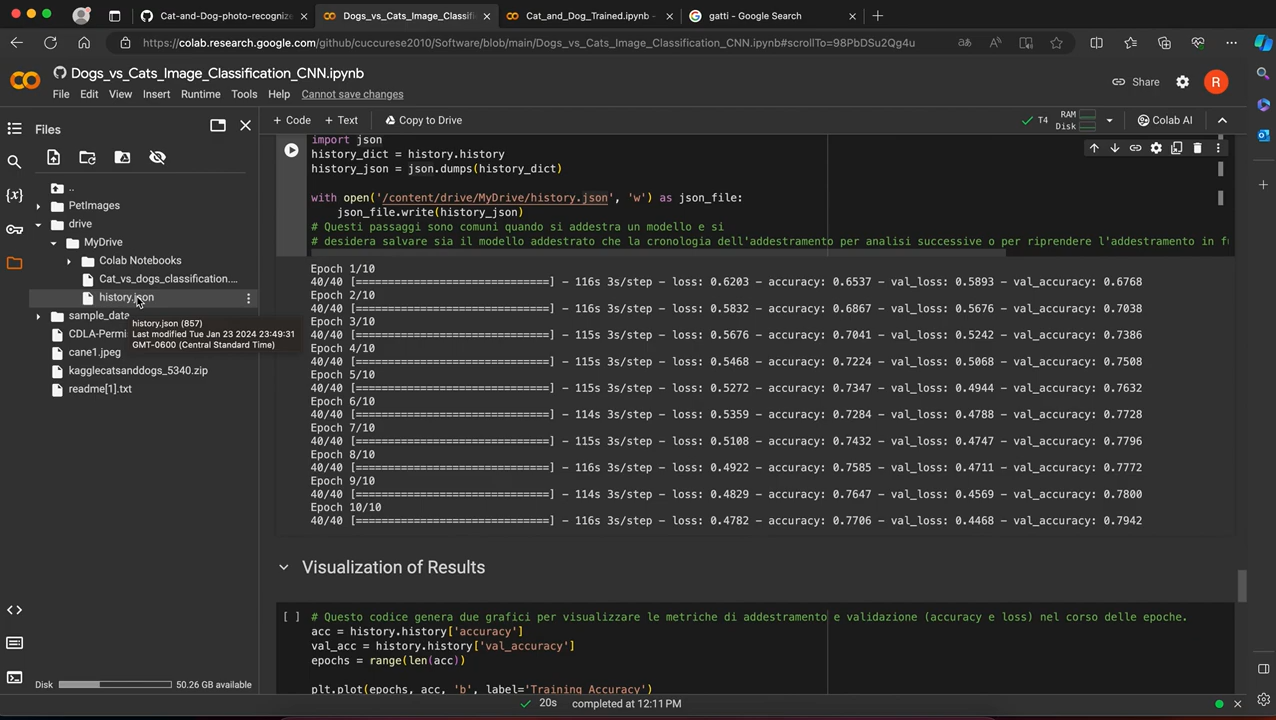 Cat-and-Dog-photo-recognize
Dogs_vs_Cats_Image_Classifi
Cat_and_Dog_Trained.ipynb -
gatti - Google Search
https://colab.research.google.com/github/cuccurese2010/Software/blob/main/Dogs_vs_Cats_Image_Classification_CNN.ipynb#scrollTo=98PbDSu2Qg4u
Dogs_vs_Cats_Image_Classification_CNN.ipynb
File Edit View Insert Runtime Tools Help Cannot save changes
Share
R
Files
+ Code + Text Copy to Drive
T4
RAM
Disk
Colab AI
..
PetImages
drive
MyDrive
Colab Notebooks
Cat_vs_dogs_classification....
history.json
sample_data
CDLA-Permi
cane1.jpeg
kagglecatsanddogs_5340.zip
readme[1].txt
history.json (857)
Last modified Tue Jan 23 2024 23:49:31
GMT-0600 (Central Standard Time)
Disk
50.26 GB available
import json
history_dict = history.history
history_json = json.dumps(history_dict)
with open('/content/drive/MyDrive/history.json', 'w') as json_file:
json_file.write(history_json)
# Questi passaggi sono comuni quando si addestra un modello e si
# desidera salvare sia il modello addestrato che la cronologia dell'addestramento per analisi successive o per riprendere l'addestramento in fu
Epoch 1/10
40/40 [==============================] - 116s 3s/step - loss: 0.6203 - accuracy: 0.6537 - val_loss: 0.5893 - val_accuracy: 0.6768
Epoch 2/10
40/40 [==============================] - 114s 3s/step - loss: 0.5832 - accuracy: 0.6867 - val_loss: 0.5676 - val_accuracy: 0.7038
Epoch 3/10
40/40 [==============================] - 115s 3s/step - loss: 0.5676 - accuracy: 0.7041 - val_loss: 0.5242 - val_accuracy: 0.7386
Epoch 4/10
40/40 [==============================] - 114s 3s/step - loss: 0.5468 - accuracy: 0.7224 - val_loss: 0.5068 - val_accuracy: 0.7508
Epoch 5/10
40/40 [==============================] - 115s 3s/step - loss: 0.5272 - accuracy: 0.7347 - val_loss: 0.4944 - val_accuracy: 0.7632
Epoch 6/10
40/40 [==============================] - 114s 3s/step - loss: 0.5359 - accuracy: 0.7284 - val_loss: 0.4788 - val_accuracy: 0.7728
Epoch 7/10
40/40 [==============================] - 115s 3s/step - loss: 0.5108 - accuracy: 0.7432 - val_loss: 0.4747 - val_accuracy: 0.7796
Epoch 8/10
40/40 [==============================] - 116s 3s/step - loss: 0.4922 - accuracy: 0.7585 - val_loss: 0.4711 - val_accuracy: 0.7772
Epoch 9/10
40/40 [==============================] - 114s 3s/step - loss: 0.4829 - accuracy: 0.7647 - val_loss: 0.4569 - val_accuracy: 0.7800
Epoch 10/10
40/40 [==============================] - 116s 3s/step - loss: 0.4782 - accuracy: 0.7706 - val_loss: 0.4468 - val_accuracy: 0.7942
Visualization of Results
[ ] # Questo codice genera due grafici per visualizzare le metriche di addestramento e validazione (accuracy e loss) nel corso delle epoche.
acc = history.history['accuracy']
val_acc = history.history['val_accuracy']
epochs = range(len(acc))
plt.plot(epochs, acc, 'b', label='Training Accuracy')
20s completed at 12:11 PM